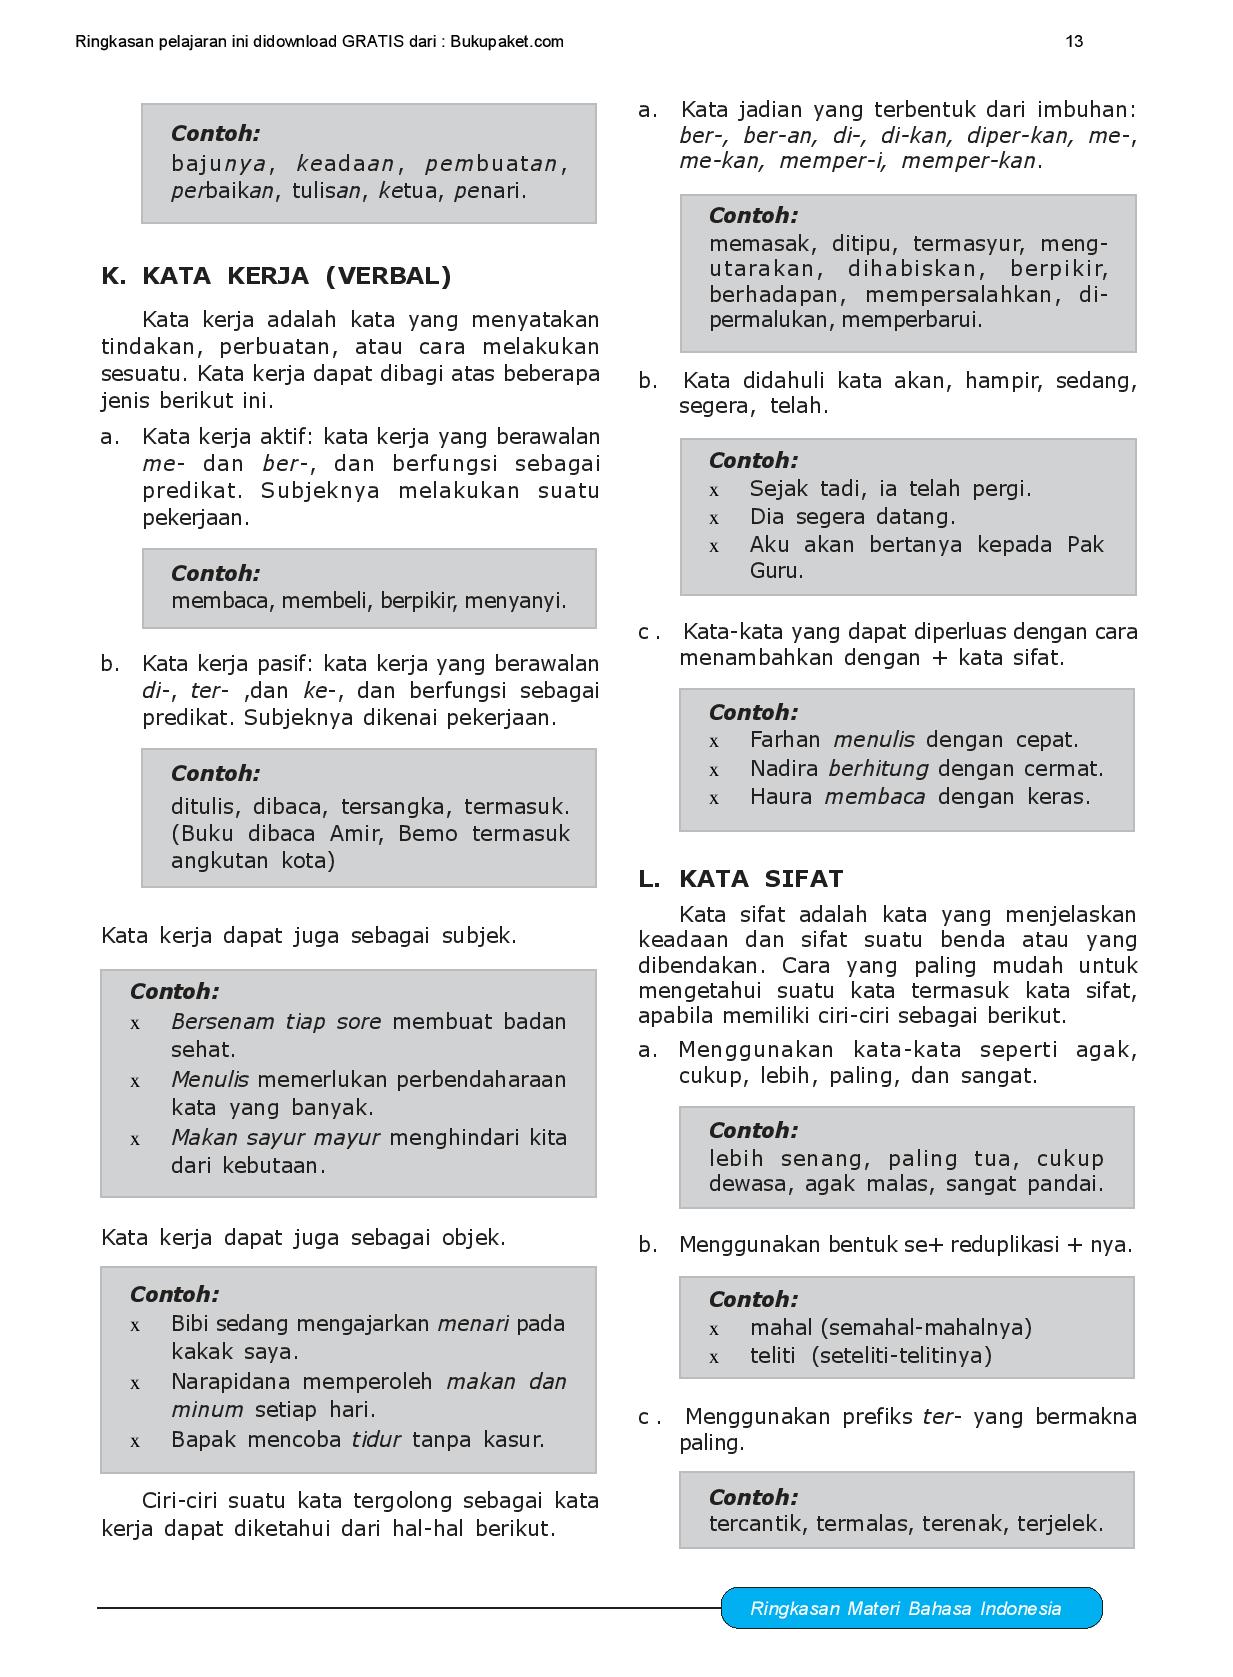 Ringkasan pelajaran ini didownload GRATIS dari : Bukupaket.com 13
Contoh:
bajunya, keadaan, pembuatan,
perbaikan, tulisan, ketua, penari.
K. KATA KERJA (VERBAL)
Kata kerja adalah kata yang menyatakan
tindakan, perbuatan, atau cara melakukan
sesuatu. Kata kerja dapat dibagi atas beberapa
jenis berikut ini.
a. Kata kerja aktif: kata kerja yang berawalan
me- dan ber-, dan berfungsi sebagai
predikat. Subjeknya melakukan suatu
pekerjaan.
Contoh:
membaca, membeli, berpikir, menyanyi.
b. Kata kerja pasif: kata kerja yang berawalan
di-, ter- ,dan ke-, dan berfungsi sebagai
predikat. Subjeknya dikenai pekerjaan.
Contoh:
ditulis, dibaca, tersangka, termasuk.
(Buku dibaca Amir, Bemo termasuk
angkutan kota)
Kata kerja dapat juga sebagai subjek.
Contoh:
x Bersenam tiap sore membuat badan
sehat.
x Menulis memerlukan perbendaharaan
kata yang banyak.
x Makan sayur mayur menghindari kita
dari kebutaan.
Kata kerja dapat juga sebagai objek.
Contoh:
x Bibi sedang mengajarkan menari pada
kakak saya.
x Narapidana memperoleh makan dan
minum setiap hari.
x Bapak mencoba tidur tanpa kasur.
Ciri-ciri suatu kata tergolong sebagai kata
kerja dapat diketahui dari hal-hal berikut.
a. Kata jadian yang terbentuk dari imbuhan:
ber-, ber-an, di-, di-kan, diper-kan, me-,
me-kan, memper-i, memper-kan.
Contoh:
memasak, ditipu, termasyur, meng-
utarakan, dihabiskan, berpikir,
berhadapan, mempersalahkan, di-
permalukan, memperbarui.
b. Kata didahuli kata akan, hampir, sedang,
segera, telah.
Contoh:
x Sejak tadi, ia telah pergi.
x Dia segera datang.
x Aku akan bertanya kepada Pak
Guru.
c . Kata-kata yang dapat diperluas dengan cara
menambahkan dengan + kata sifat.
Contoh:
x Farhan menulis dengan cepat.
x Nadira berhitung dengan cermat.
x Haura membaca dengan keras.
L. KATA SIFAT
Kata sifat adalah kata yang menjelaskan
keadaan dan sifat suatu benda atau yang
dibendakan. Cara yang paling mudah untuk
mengetahui suatu kata termasuk kata sifat,
apabila memiliki ciri-ciri sebagai berikut.
a. Menggunakan kata-kata seperti agak,
cukup, lebih, paling, dan sangat.
Contoh:
lebih senang, paling tua, cukup
dewasa, agak malas, sangat pandai.
b. Menggunakan bentuk se+ reduplikasi + nya.
Contoh:
x mahal (semahal-mahalnya)
x teliti (seteliti-telitinya)
c . Menggunakan prefiks ter- yang bermakna
paling.
Contoh:
tercantik, termalas, terenak, terjelek.
Ringkasan Materi Bahasa Indonesia